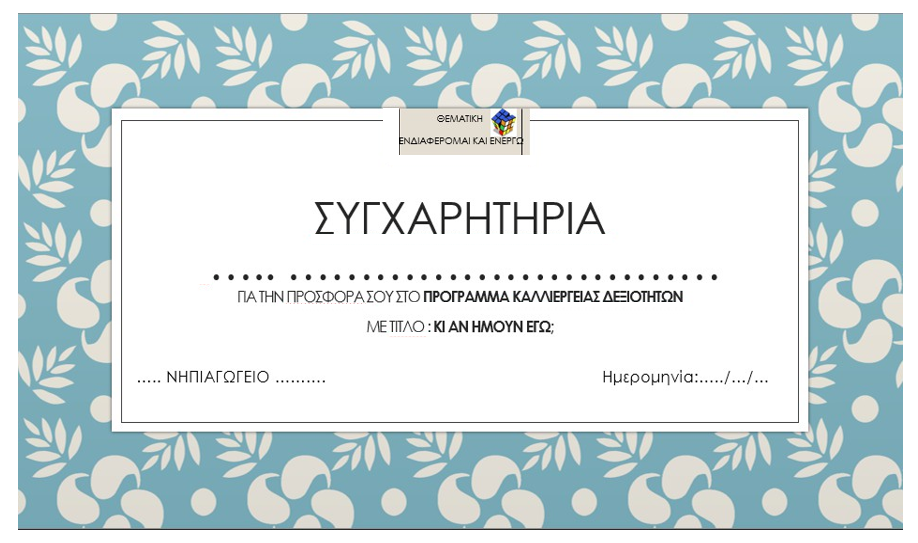 ΘΕΜΑΤΙΚΗ
ΕΝΔΙΑΦΕΡΟΜΑΙ ΚΑΙ ΕΝΕΡΓΩ
ΣΥΓΧΑΡΗΤΗΡΙΑ
..... ..............................
ΓΙΑ ΤΗΝ ΠΡΟΣΦΟΡΑ ΣΟΥ ΣΤΟ ΠΡΟΓΡΑΜΜΑ ΚΑΛΛΙΕΡΓΕΙΑΣ ΔΕΞΙΟΤΗΤΩΝ
ΜΕ ΤΙΤΛΟ : ΚΙ ΑΝ ΗΜΟΥΝ ΕΓΩ;
..... ΝΗΠΙΑΓΩΓΕΙΟ .......... Ημερομηνία:...../.../...